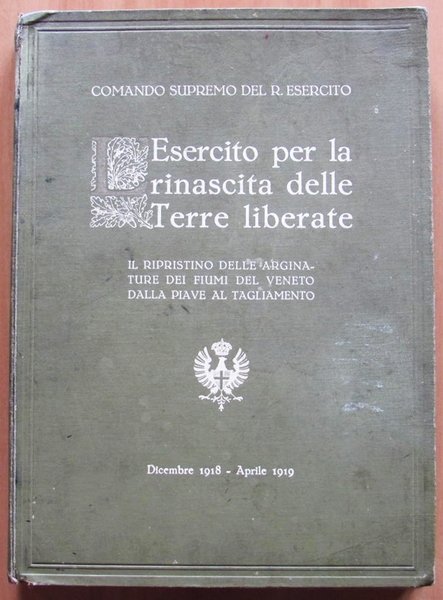 COMANDO SUPREMO DEL R. ESERCITO
L'Esercito per la
rinascita delle
Terre liberate
IL RIPRISTINO DELLE ARGINA-
TURE DEI FIUMI DEL VENETO
DALLA PIAVE AL TAGLIAMENTO
Dicembre 1918 - Aprile 1919